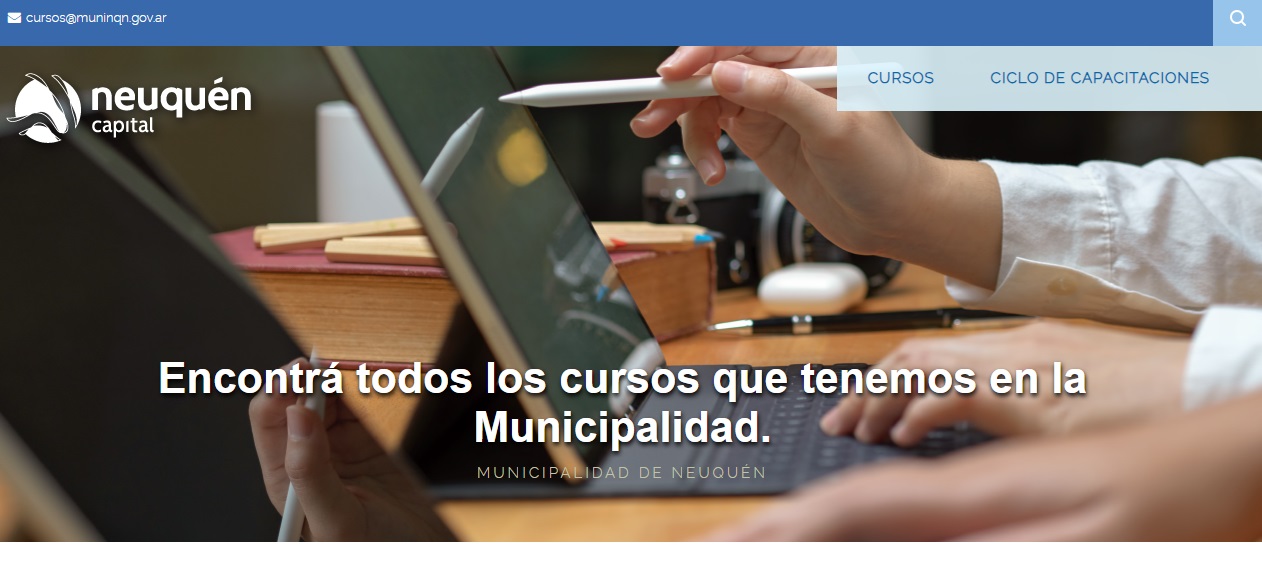 cursos@muninqn.gov.ar
neuquén
capital
CURSOS CICLO DE CAPACITACIONES
Encontrá todos los cursos que tenemos en la
Municipalidad.
MUNICIPALIDAD DE NEUQUÉN